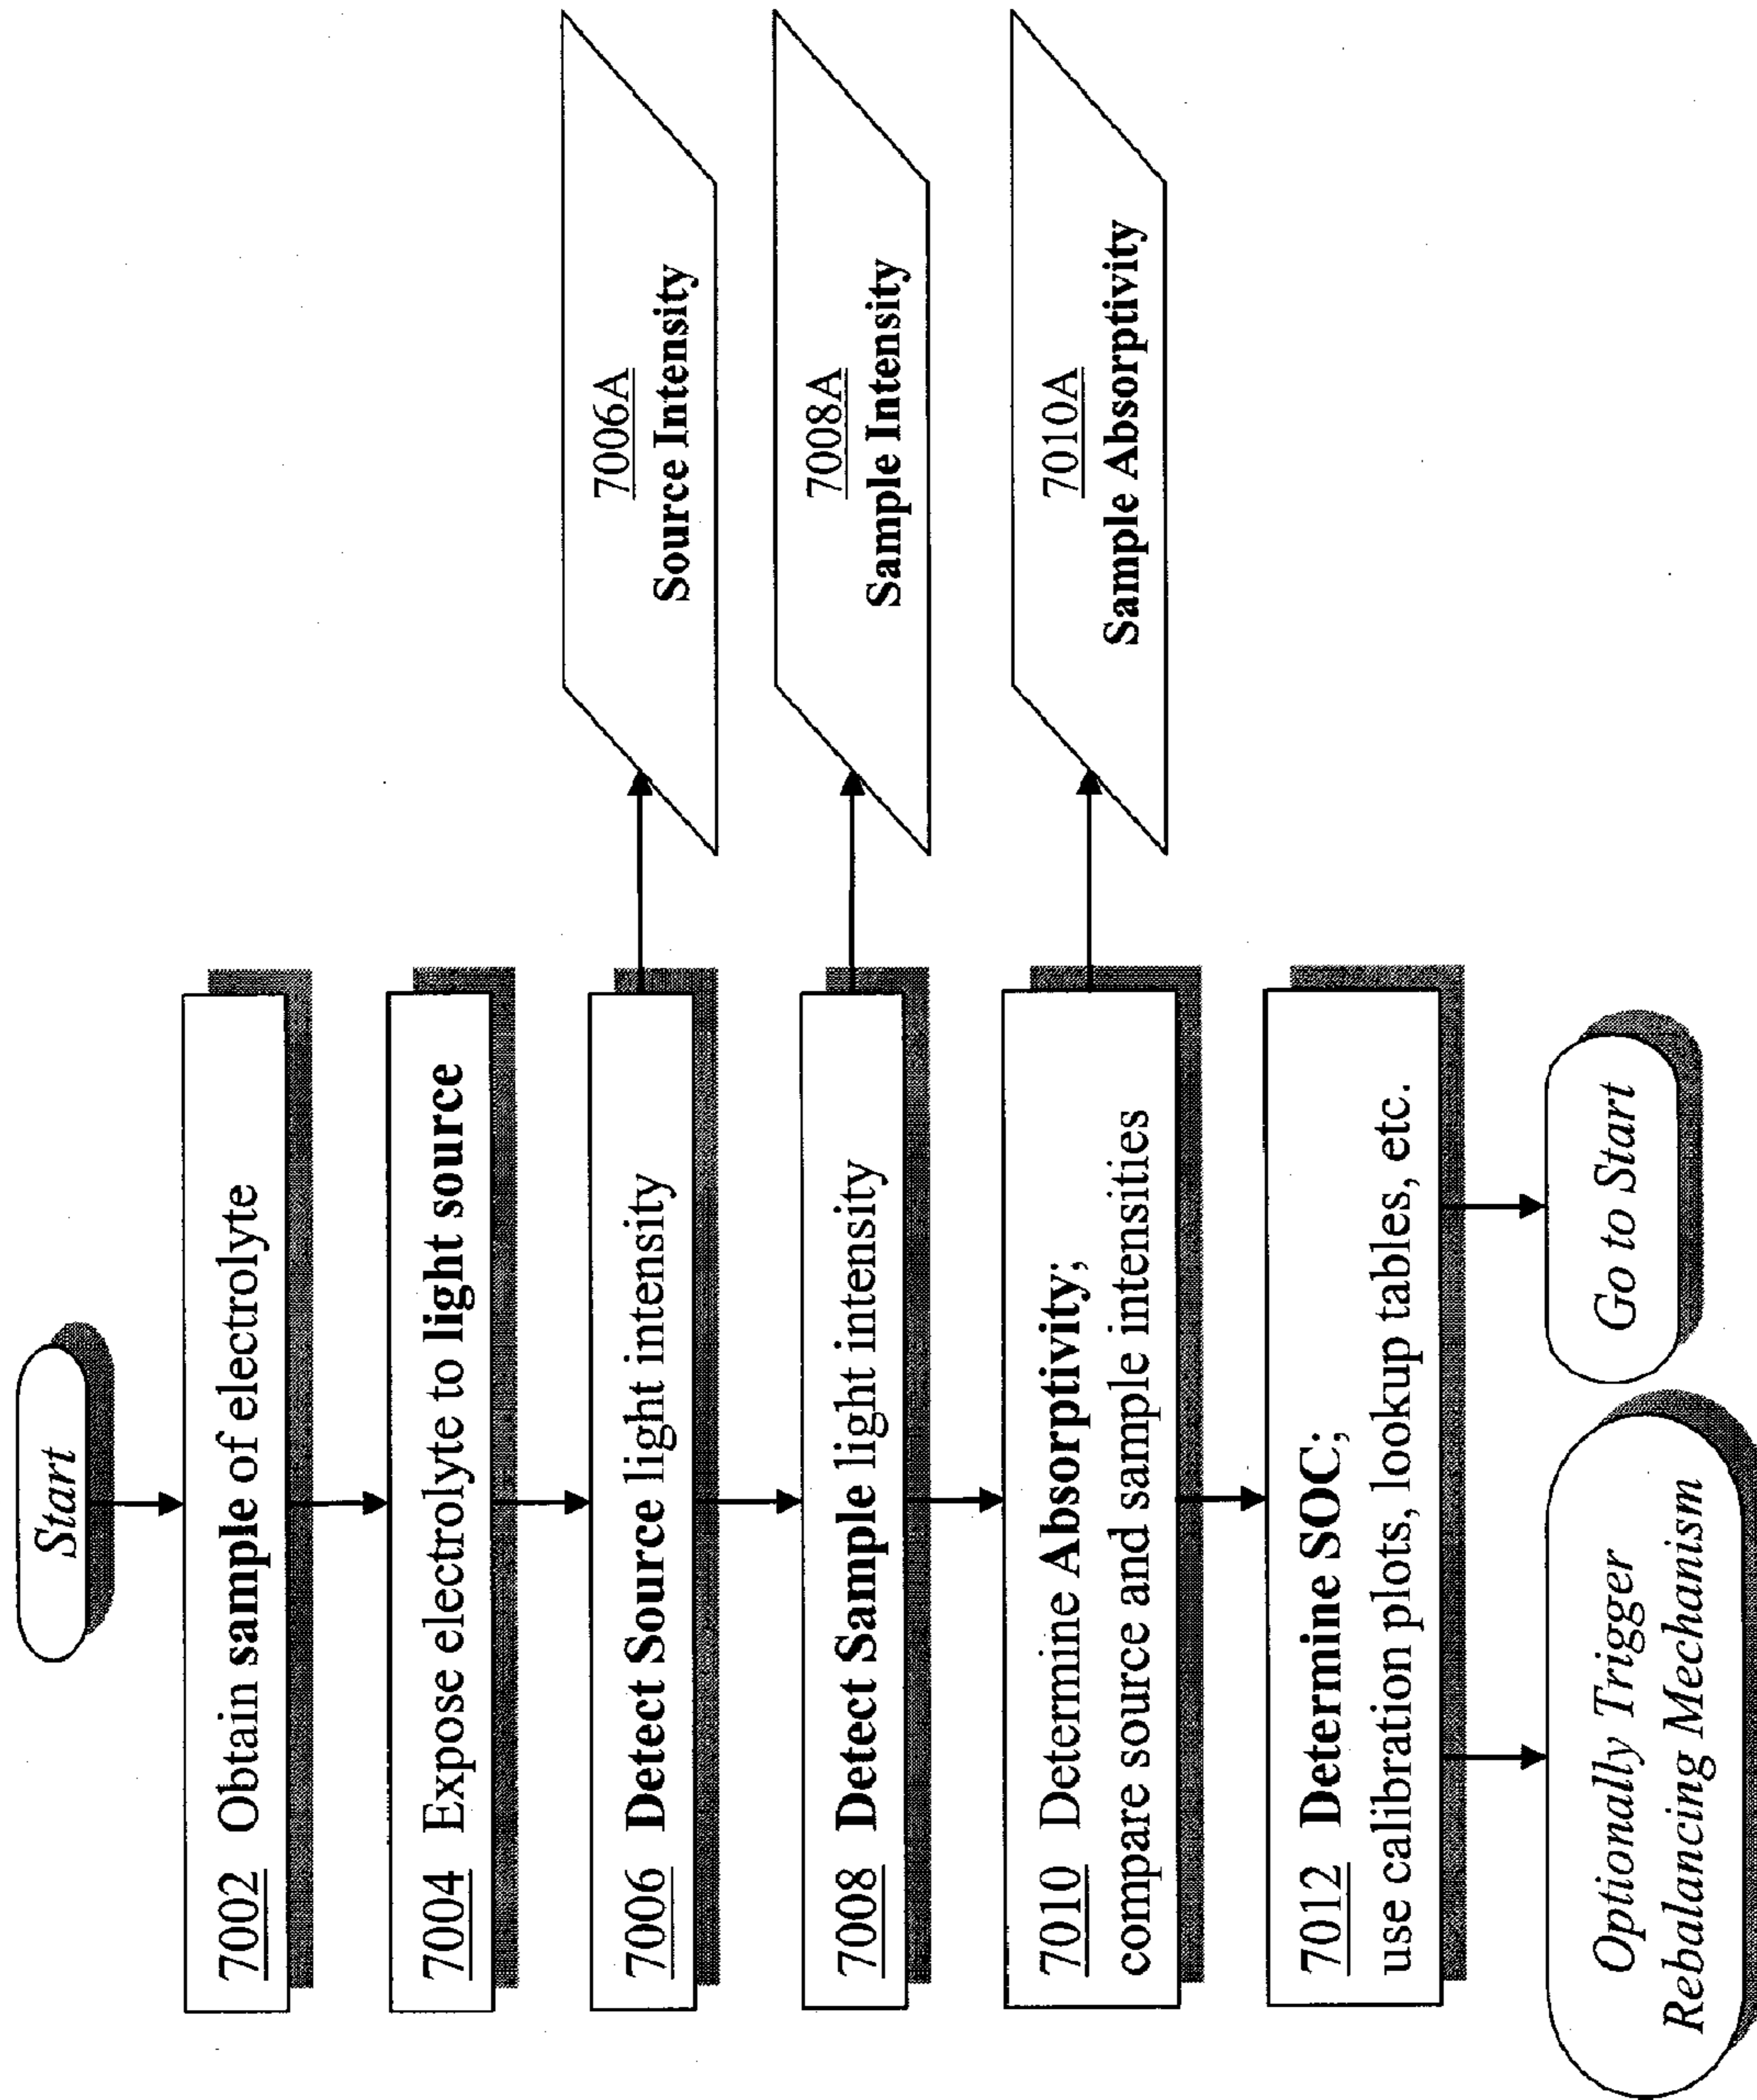 Start
7002 Obtain sample of electrolyte
7004 Expose electrolyte to light source
7006 Detect Source light intensity
7006A
Source Intensity
7008 Detect Sample light intensity
7008A
Sample Intensity
7010 Determine Absorptivity;
compare source and sample intensities
7010A
Sample Absorptivity
7012 Determine SOC;
use calibration plots, lookup tables, etc.
Optionally Trigger
Rebalancing Mechanism
Go to Start